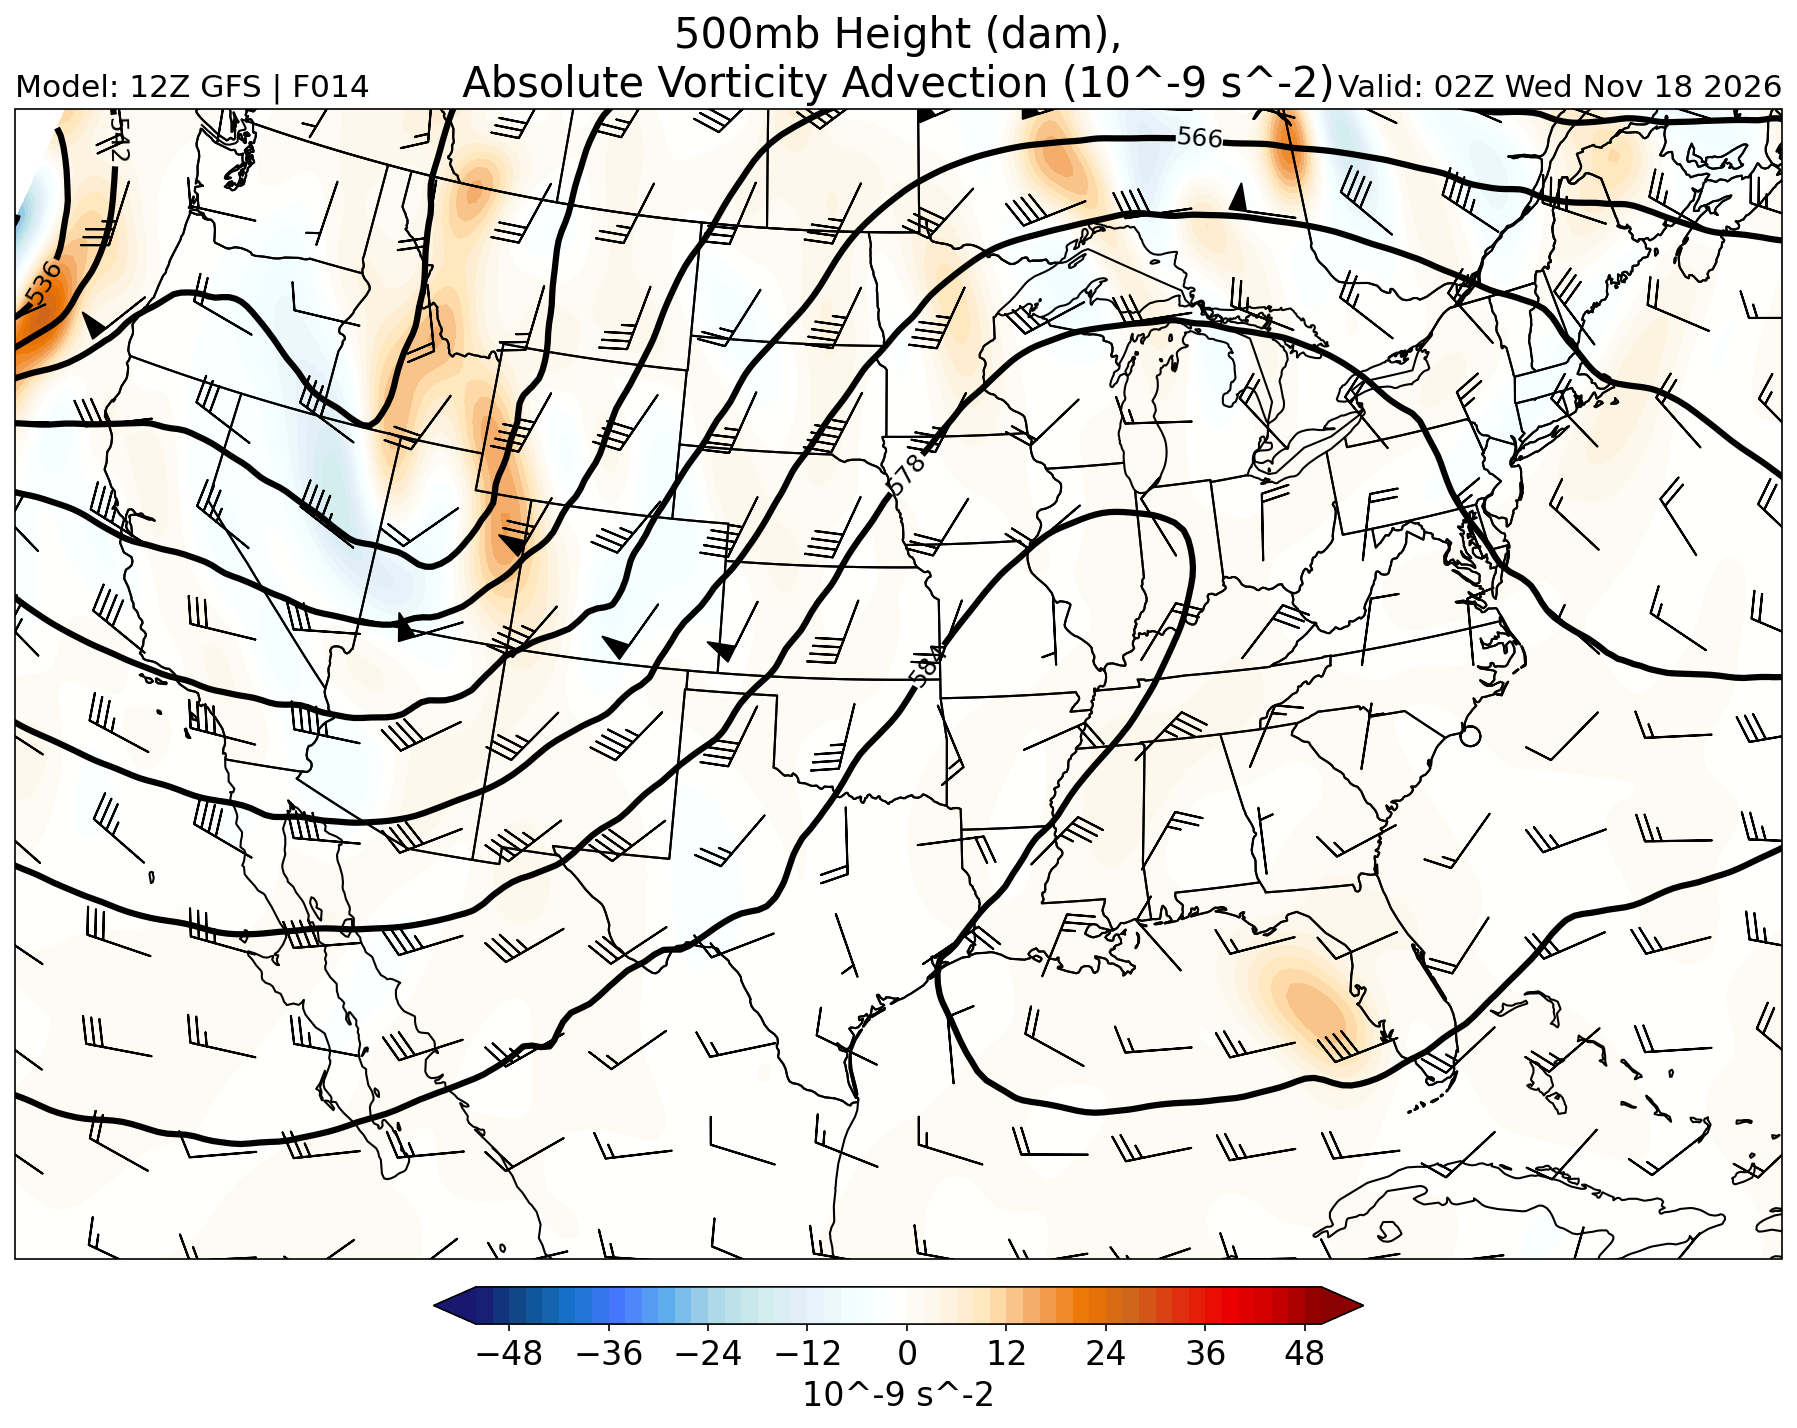 500mb Height (dam),
Absolute Vorticity Advection (10^-9 s^-2)
Model: 12Z GFS | F014
Valid: 02Z Wed Nov 18 2026
542
566
536
578
584
−48 −36 −24 −12 0 12 24 36 48
10^-9 s^-2